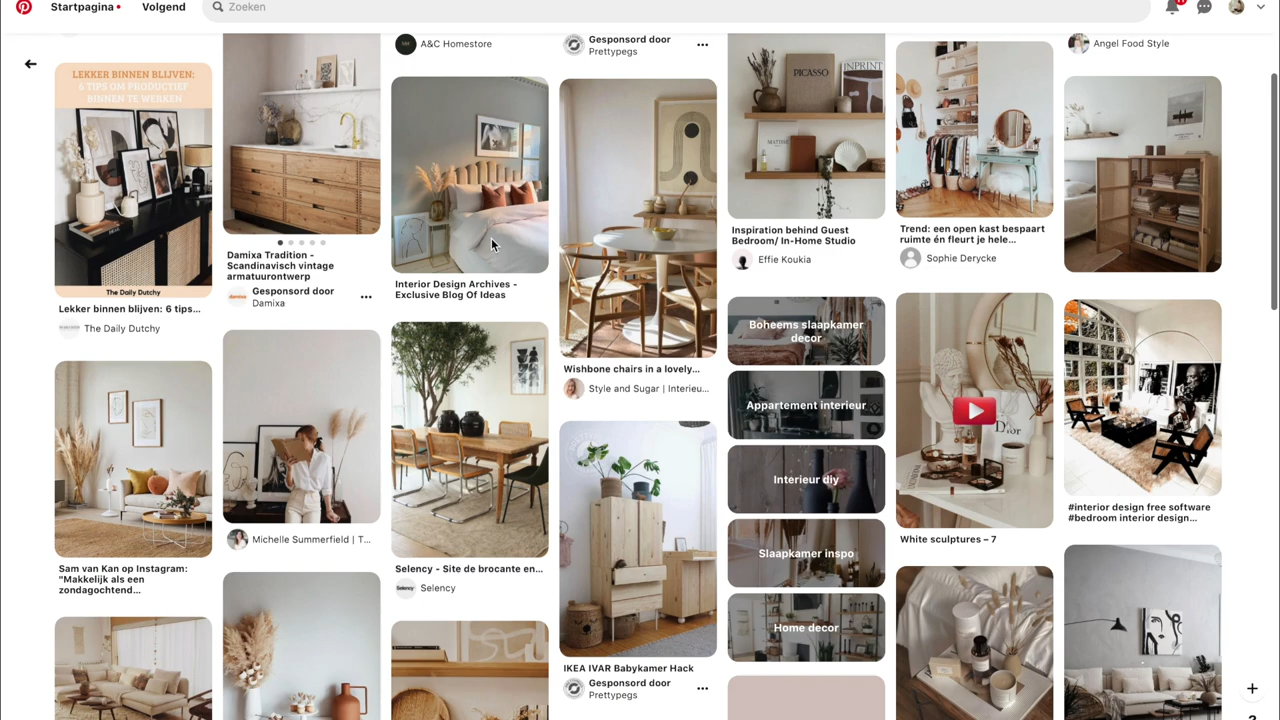 Startpagina
Volgend
Zoeken
LEKKER BINNEN BLIJVEN:
6 TIPS OM PRODUCTIEF
BINNEN TE WERKEN
The Daily Dutchy
Lekker binnen blijven: 6 tips...
The Daily Dutchy
Sam van Kan op Instagram:
"Makkelijk als een
zondagochtend...
Damixa Tradition -
Scandinavisch vintage
armatuurontwerp
damixa
Gesponsord door
Damixa
Michelle Summerfield | T...
A&C Homestore
Interior Design Archives -
Exclusive Blog Of Ideas
Selency - Site de brocante en...
Selency
Selency
Gesponsord door
Prettypegs
Wishbone chairs in a lovely...
Style and Sugar | Interieu...
IKEA IVAR Babykamer Hack
Gesponsord door
Prettypegs
PICASSO
INPRINT
MATISSE
Inspiration behind Guest
Bedroom/ In-Home Studio
Effie Koukia
Boheems slaapkamer
decor
Appartement interieur
Interieur diy
Slaapkamer inspo
Home decor
Trend: een open kast bespaart
ruimte én fleurt je hele...
Sophie Derycke
Dior
White sculptures – 7
Angel Food Style
#interior design free software
#bedroom interior design...